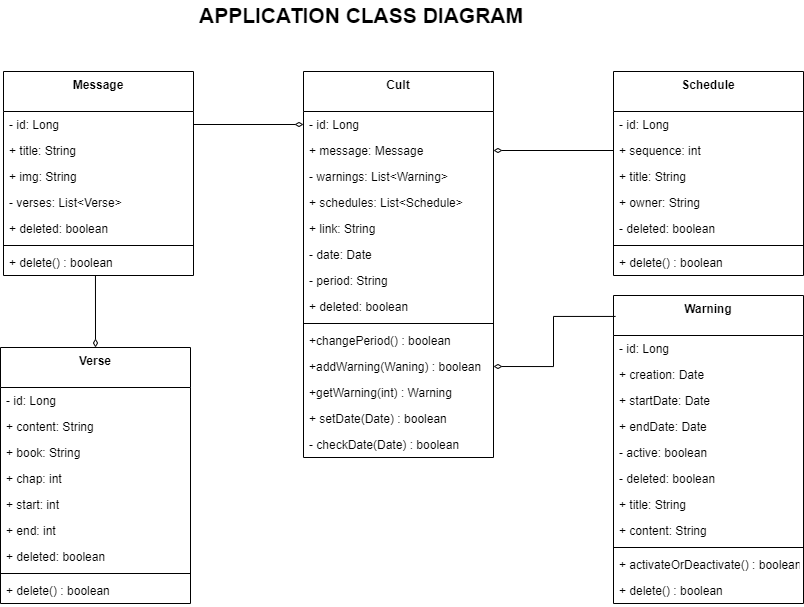 APPLICATION CLASS DIAGRAM
Message
- id: Long
+ title: String
+ img: String
- verses: List<Verse>
+ deleted: boolean
+ delete() : boolean
Verse
- id: Long
+ content: String
+ book: String
+ chap: int
+ start: int
+ end: int
+ deleted: boolean
+ delete() : boolean
Cult
- id: Long
+ message: Message
- warnings: List<Warning>
+ schedules: List<Schedule>
+ link: String
- date: Date
- period: String
+ deleted: boolean
+changePeriod() : boolean
+addWarning(Waning) : boolean
+getWarning(int) : Warning
+ setDate(Date) : boolean
- checkDate(Date) : boolean
Schedule
- id: Long
+ sequence: int
+ title: String
+ owner: String
- deleted: boolean
+ delete() : boolean
Warning
- id: Long
+ creation: Date
+ startDate: Date
+ endDate: Date
- active: boolean
- deleted: boolean
+ title: String
+ content: String
+ activateOrDeactivate() : boolean
+ delete() : boolean